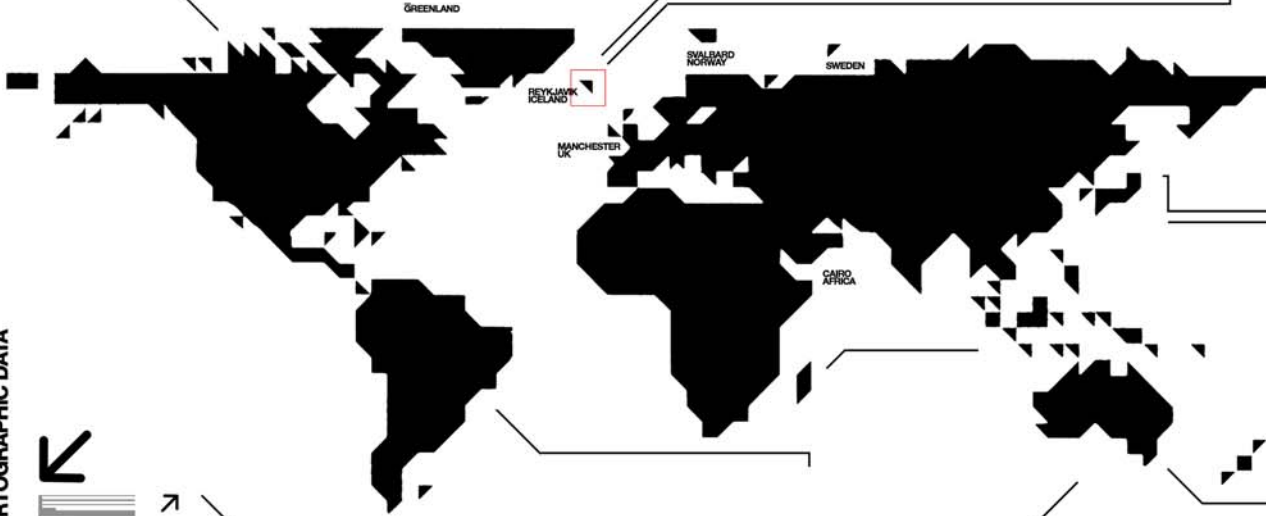 GREENLAND
SVALBARD
NORWAY
SWEDEN
REYKJAVIK
ICELAND
MANCHESTER
UK
CAIRO
AFRICA
RTOGRAPHIC DATA